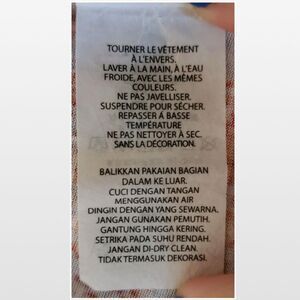 TOURNER LE VÊTEMENT
À L'ENVERS.
LAVER À LA MAIN, À L'EAU
FROIDE, AVEC LES MÊMES
COULEURS.
NE PAS JAVELLISER.
SUSPENDRE POUR SÉCHER.
REPASSER À BASSE
TEMPÉRATURE
NE PAS NETTOYER À SEC.
SANS LA DÉCORATION.
BALIKKAN PAKAIAN BAGIAN
DALAM KE LUAR.
CUCI DENGAN TANGAN
MENGGUNAKAN AIR
DINGIN DENGAN YANG SEWARNA.
JANGAN GUNAKAN PEMUTIH.
GANTUNG HINGGA KERING.
SETRIKA PADA SUHU RENDAH.
JANGAN DI-DRY CLEAN.
TIDAK TERMASUK DEKORASI.